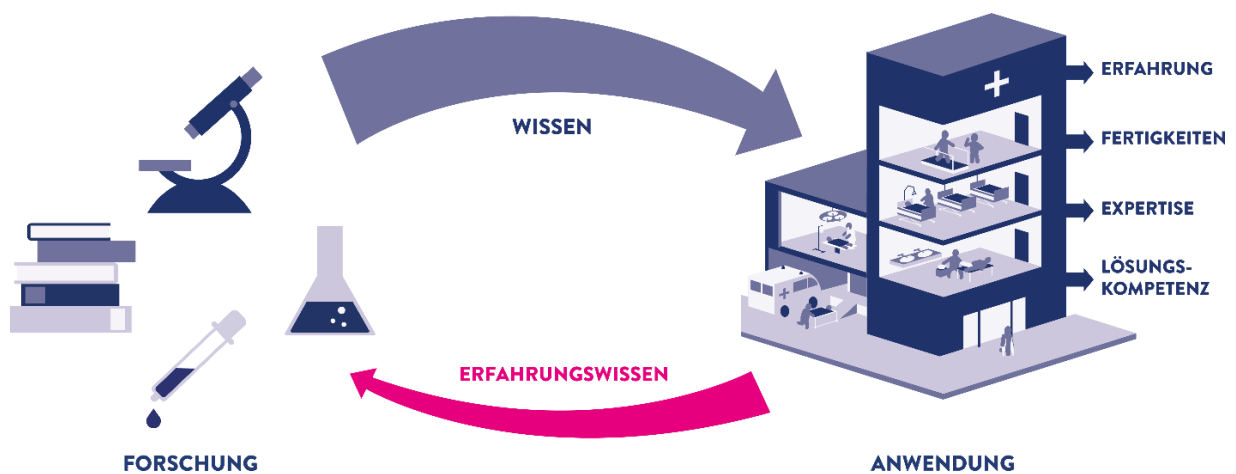 WISSEN
ERFAHRUNG
FERTIGKEITEN
EXPERTISE
LÖSUNGS-
KOMPETENZ
ERFAHRUNGSWISSEN
FORSCHUNG
ANWENDUNG